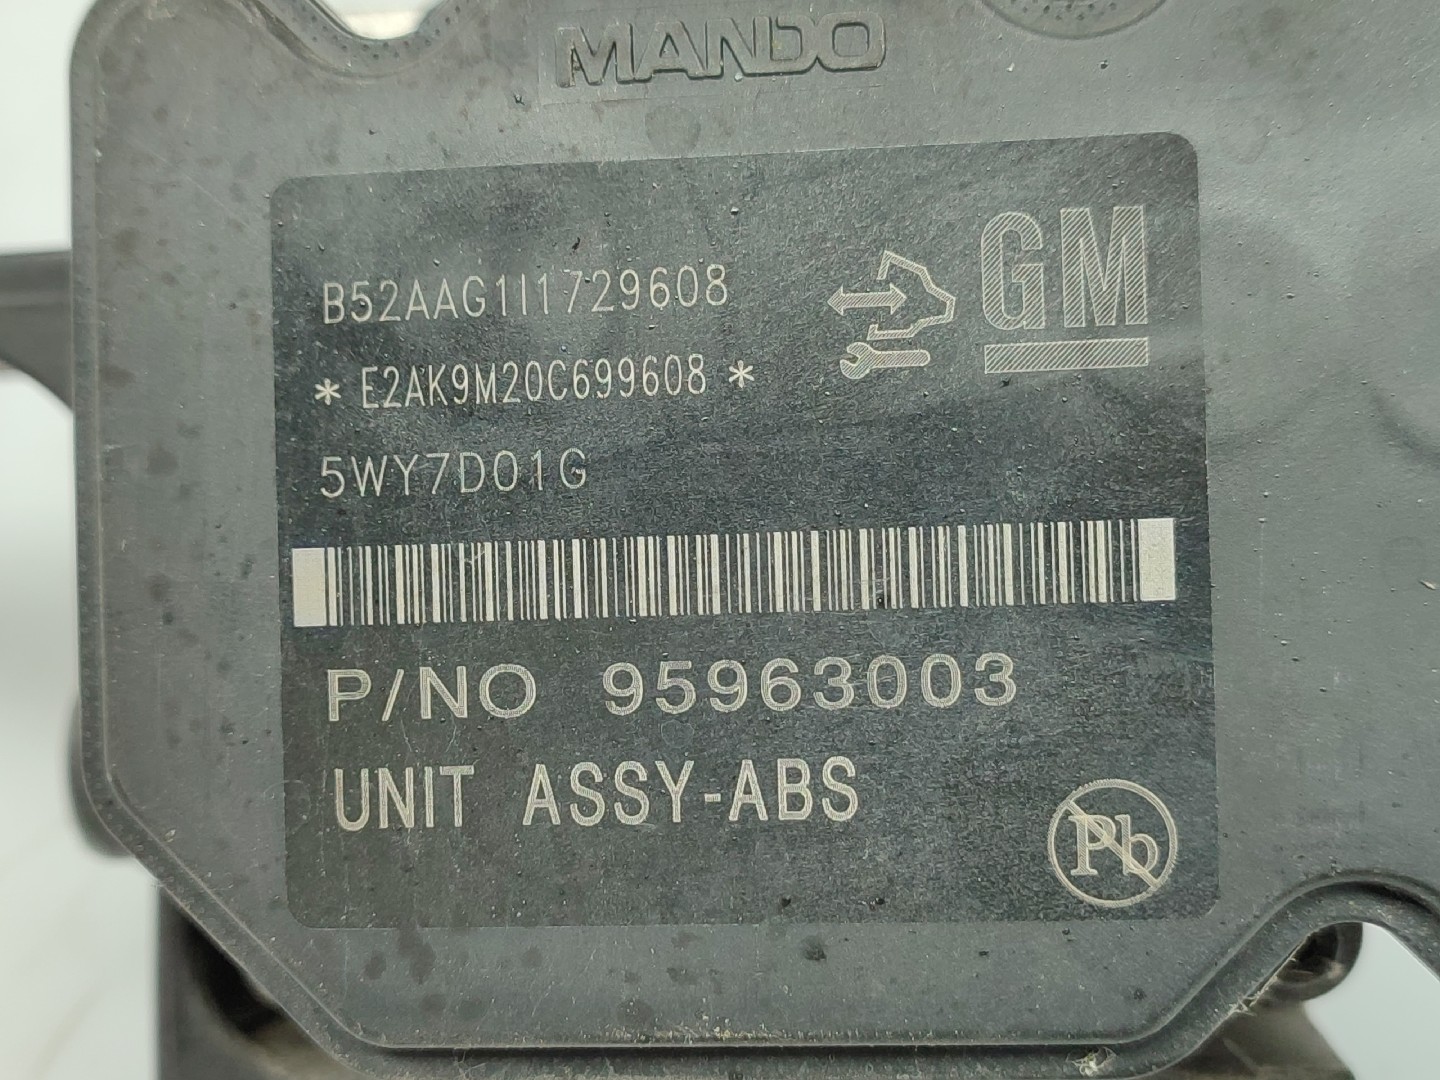 MANDO
GM
B52AAG1I1729608
* E2AK9M20C699608 *
5WY7D01G
P/NO 95963003
UNIT ASSY-ABS
Pb